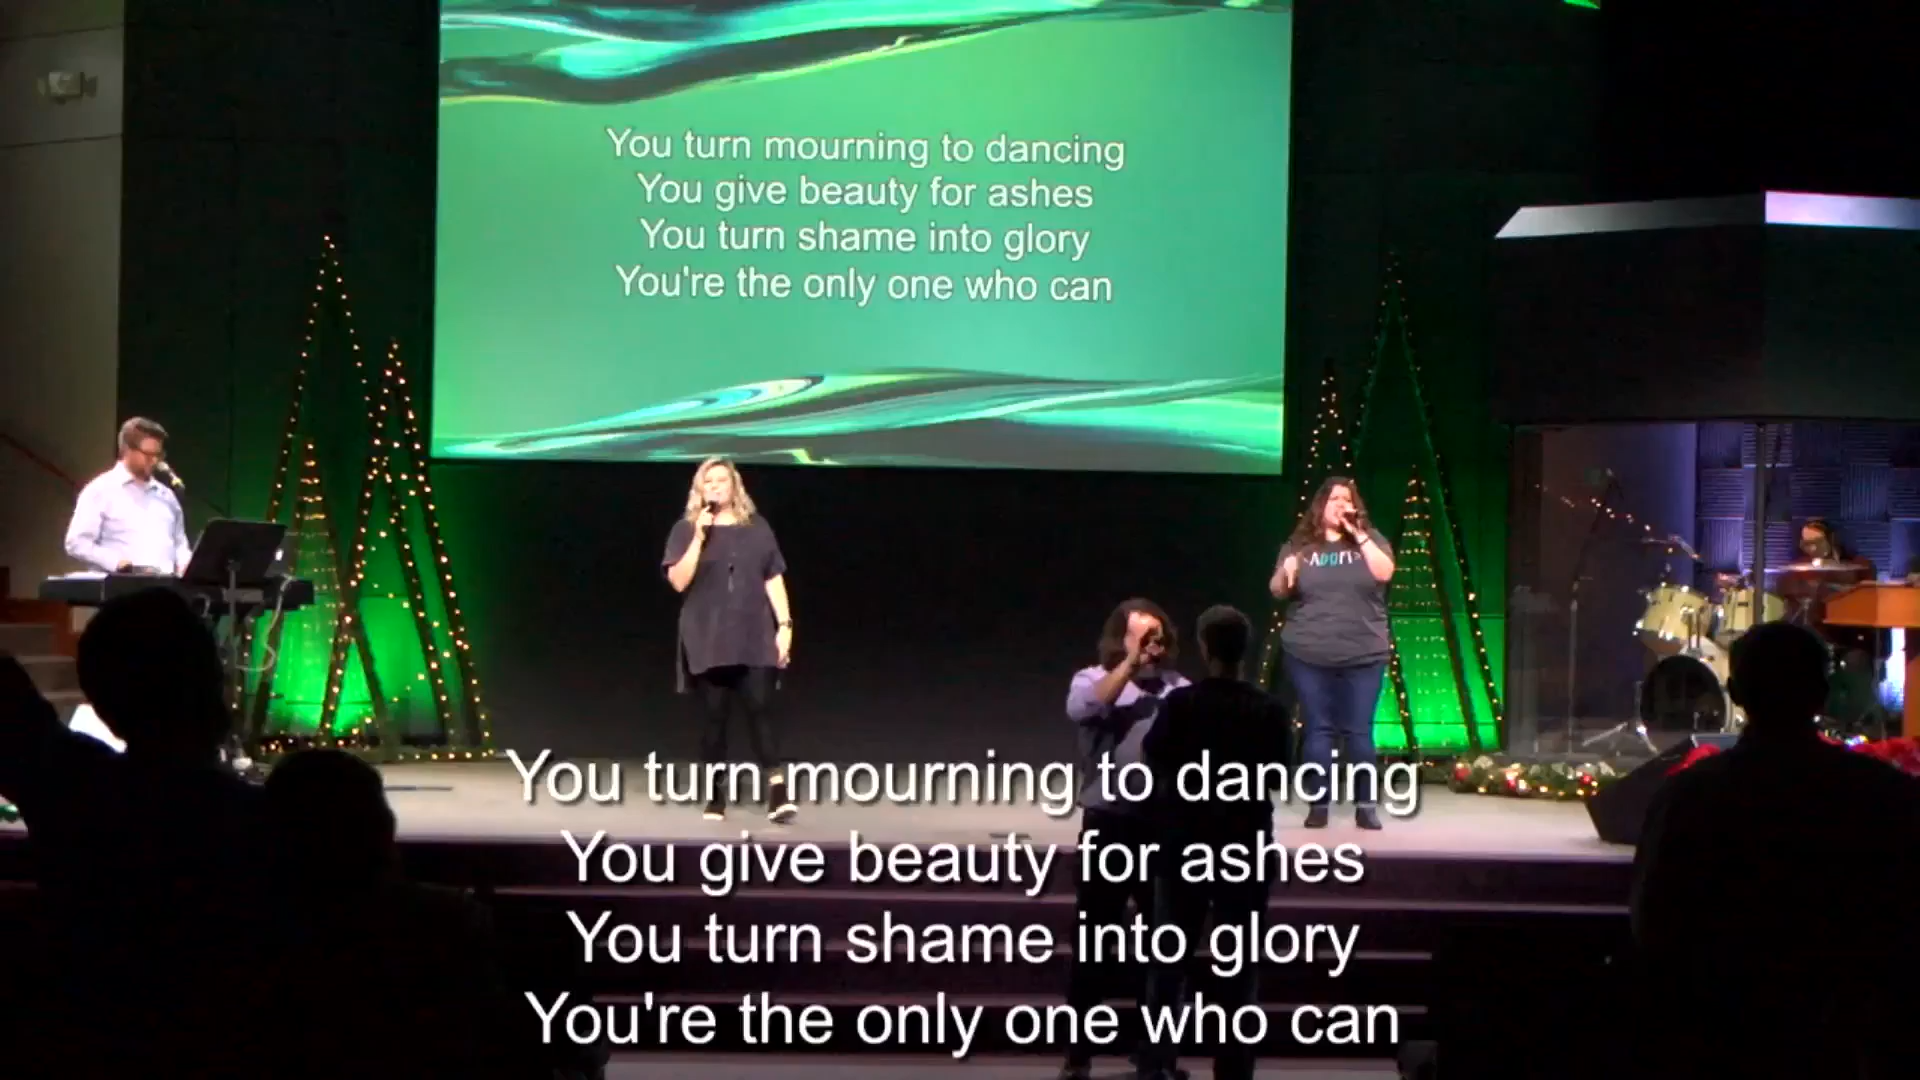 You turn mourning to dancing
You give beauty for ashes
You turn shame into glory
You're the only one who can
You turn mourning to dancing
You give beauty for ashes
You turn shame into glory
You're the only one who can